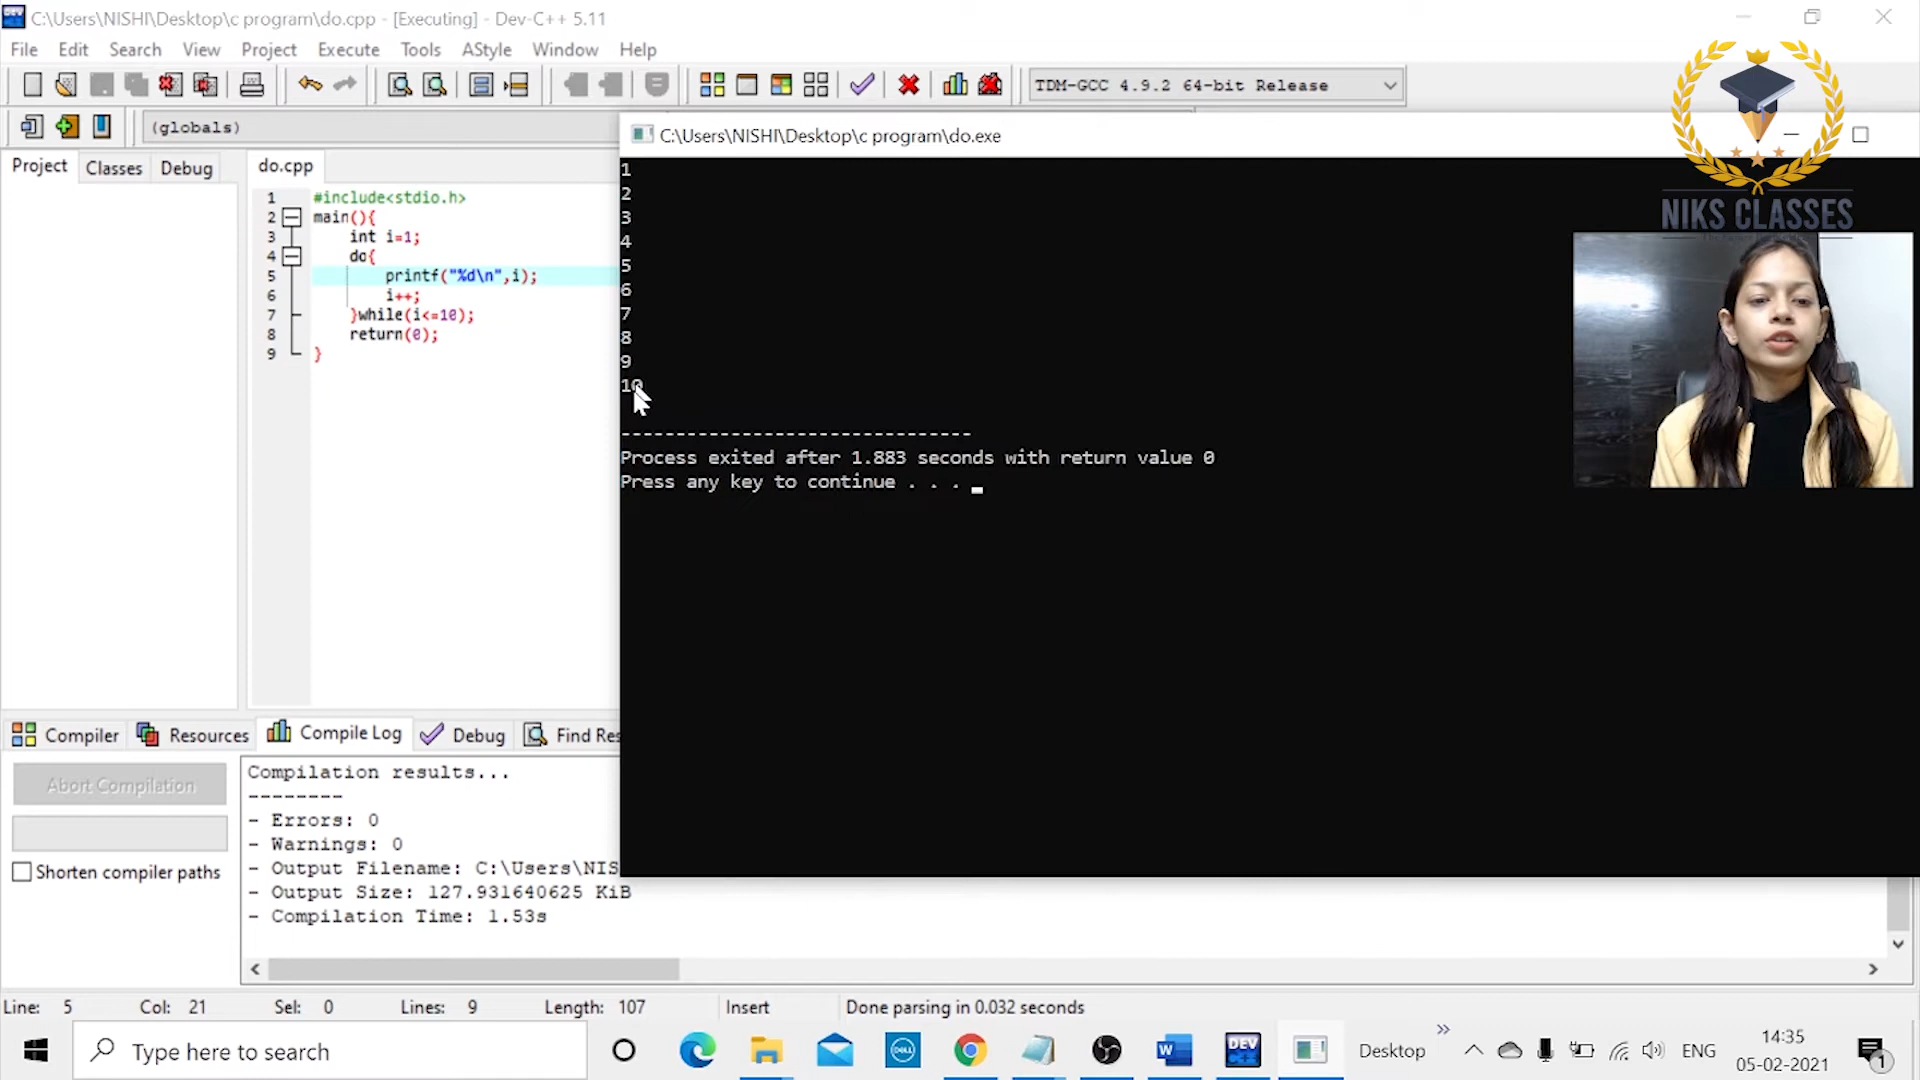 C:\Users\NISHI\Desktop\c program\do.cpp - [Executing] - Dev-C++ 5.11
File Edit Search View Project Execute Tools AStyle Window Help
TDM-GCC 4.9.2 64-bit Release
(globals)
C:\Users\NISHI\Desktop\c program\do.exe
NIKS CLASSES
Project Classes Debug
do.cpp
1 #include<stdio.h>
2 main(){
3 int i=1;
4 do{
5 printf("%d\n",i);
6 i++;
7 }while(i<=10);
8 return(0);
9 }
1
2
3
4
5
6
7
8
9
10
--------------------------------
Process exited after 1.883 seconds with return value 0
Press any key to continue . . .
Compiler Resources Compile Log Debug Find Res
Abort Compilation
Shorten compiler paths
Compilation results...
--------
- Errors: 0
- Warnings: 0
- Output Filename: C:\Users\NIS
- Output Size: 127.931640625 KiB
- Compilation Time: 1.53s
Line: 5 Col: 21 Sel: 0 Lines: 9 Length: 107 Insert Done parsing in 0.032 seconds
Type here to search
DELL
W
DEV C++
Desktop
ENG
14:35
05-02-2021
1